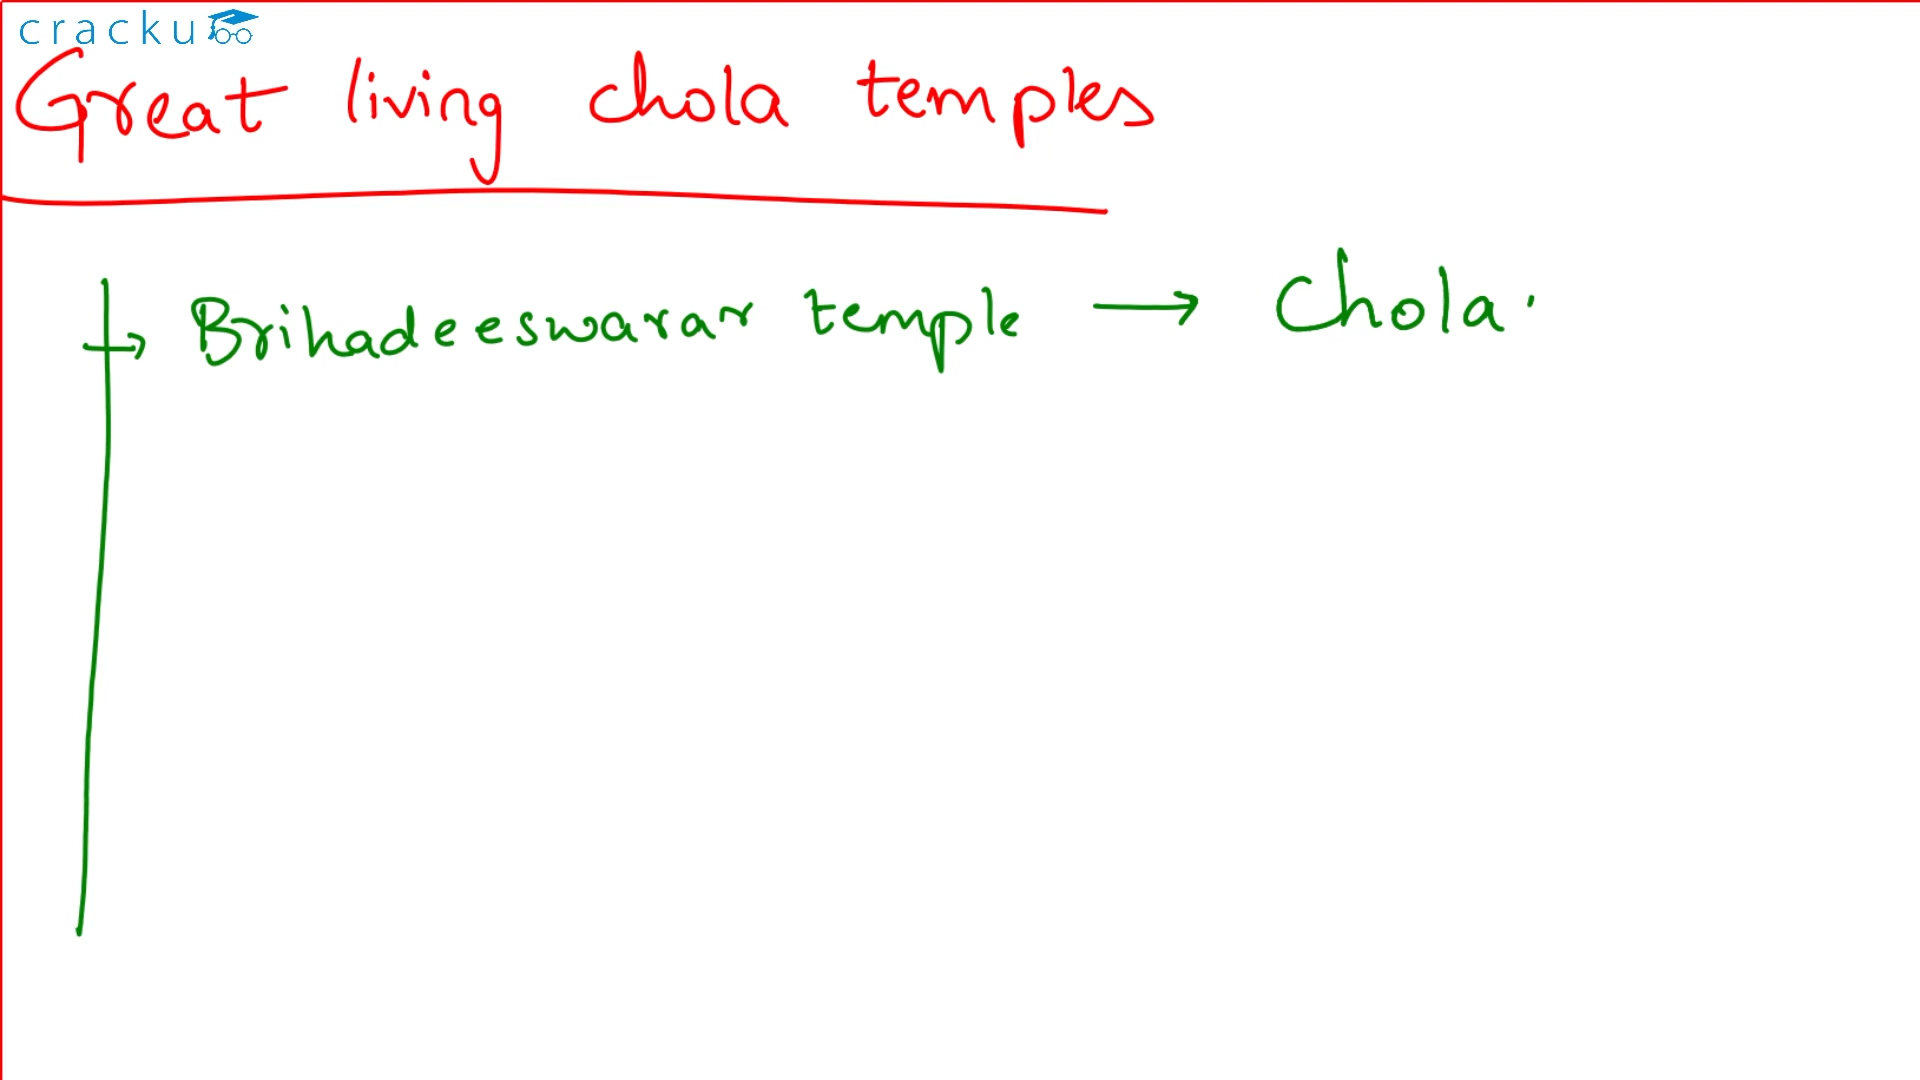 cracku
Great living chola temples
→ Brihadeeswarar temple → Chola.